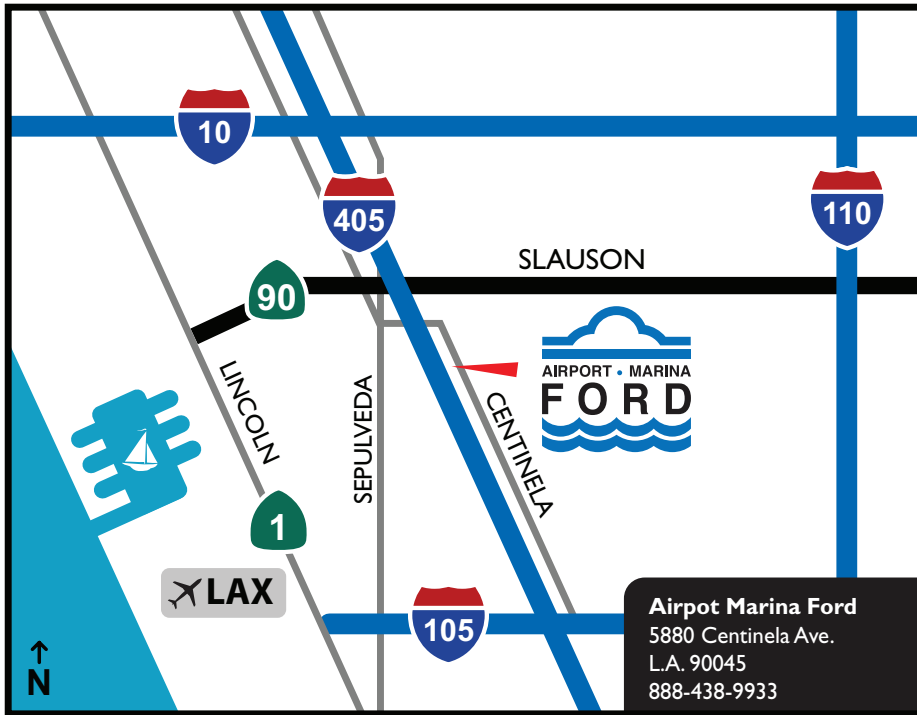 10
405
110
SLAUSON
90
AIRPORT • MARINA
FORD
LINCOLN
SEPULVEDA
CENTINELA
1
LAX
105
N
Airpot Marina Ford
5880 Centinela Ave.
L.A. 90045
888-438-9933